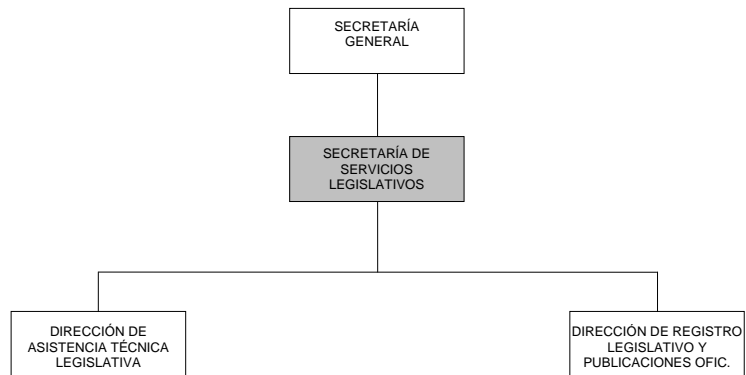 SECRETARÍA
GENERAL
SECRETARÍA DE
SERVICIOS
LEGISLATIVOS
DIRECCIÓN DE
ASISTENCIA TÉCNICA
LEGISLATIVA
DIRECCIÓN DE REGISTRO
LEGISLATIVO Y
PUBLICACIONES OFIC.